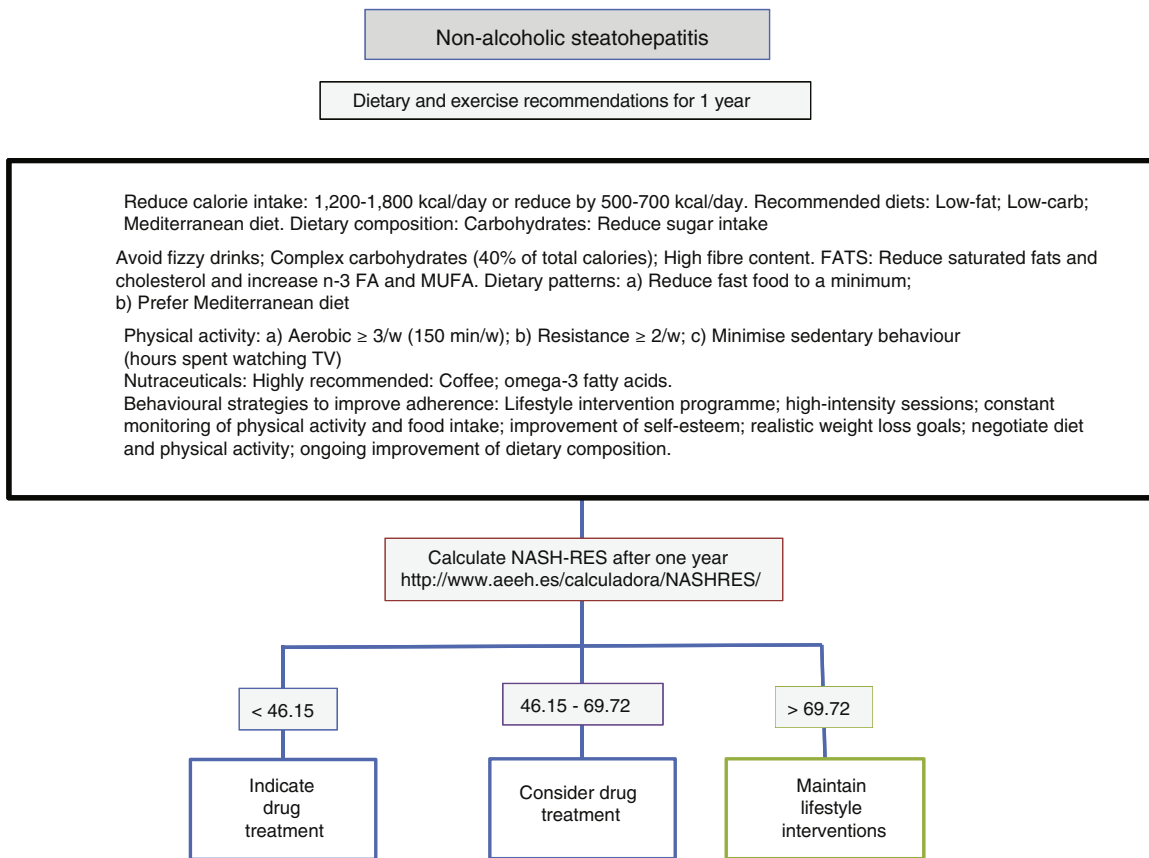 Non-alcoholic steatohepatitis
Dietary and exercise recommendations for 1 year
Reduce calorie intake: 1,200-1,800 kcal/day or reduce by 500-700 kcal/day. Recommended diets: Low-fat; Low-carb;
Mediterranean diet. Dietary composition: Carbohydrates: Reduce sugar intake
Avoid fizzy drinks; Complex carbohydrates (40% of total calories); High fibre content. FATS: Reduce saturated fats and
cholesterol and increase n-3 FA and MUFA. Dietary patterns: a) Reduce fast food to a minimum;
b) Prefer Mediterranean diet
Physical activity: a) Aerobic ≥ 3/w (150 min/w); b) Resistance ≥ 2/w; c) Minimise sedentary behaviour
(hours spent watching TV)
Nutraceuticals: Highly recommended: Coffee; omega-3 fatty acids.
Behavioural strategies to improve adherence: Lifestyle intervention programme; high-intensity sessions; constant
monitoring of physical activity and food intake; improvement of self-esteem; realistic weight loss goals; negotiate diet
and physical activity; ongoing improvement of dietary composition.
Calculate NASH-RES after one year
http://www.aeeh.es/calculadora/NASHRES/
< 46.15
46.15 - 69.72
> 69.72
Indicate
drug
treatment
Consider drug
treatment
Maintain
lifestyle
interventions